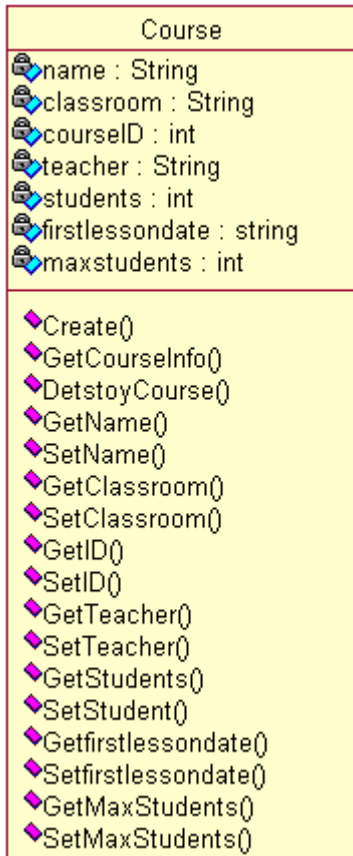 Course
name : String
classroom : String
courseID : int
teacher : String
students : int
firstlessondate : string
maxstudents : int
Create()
GetCourseInfo()
DetstoyCourse()
GetName()
SetName()
GetClassroom()
SetClassroom()
GetID()
SetID()
GetTeacher()
SetTeacher()
GetStudents()
SetStudent()
Getfirstlessondate()
Setfirstlessondate()
GetMaxStudents()
SetMaxStudents()